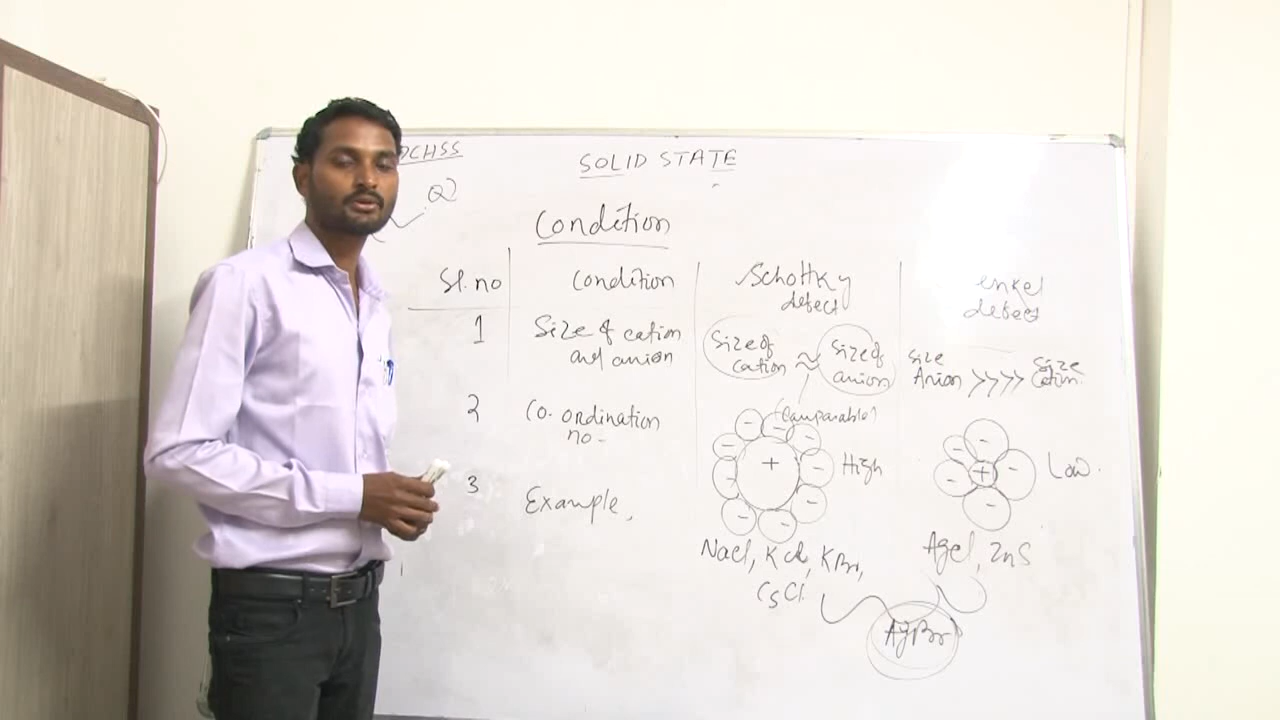 DCHSS
SOLID STATE
Q)
Condition
Sl. no
Condition
Schottky
defect
enkel
defect
1
Size of cation
and anion
Size of
cation
≈
Size of
anion
Size
Anion
>>>>
Size
Cation.
(Comparable)
2
Co. ordination
no-
+
High
+
Low.
3
Example,
NaCl, KCl, KBr,
CsCl.
AgCl, ZnS
AgBr